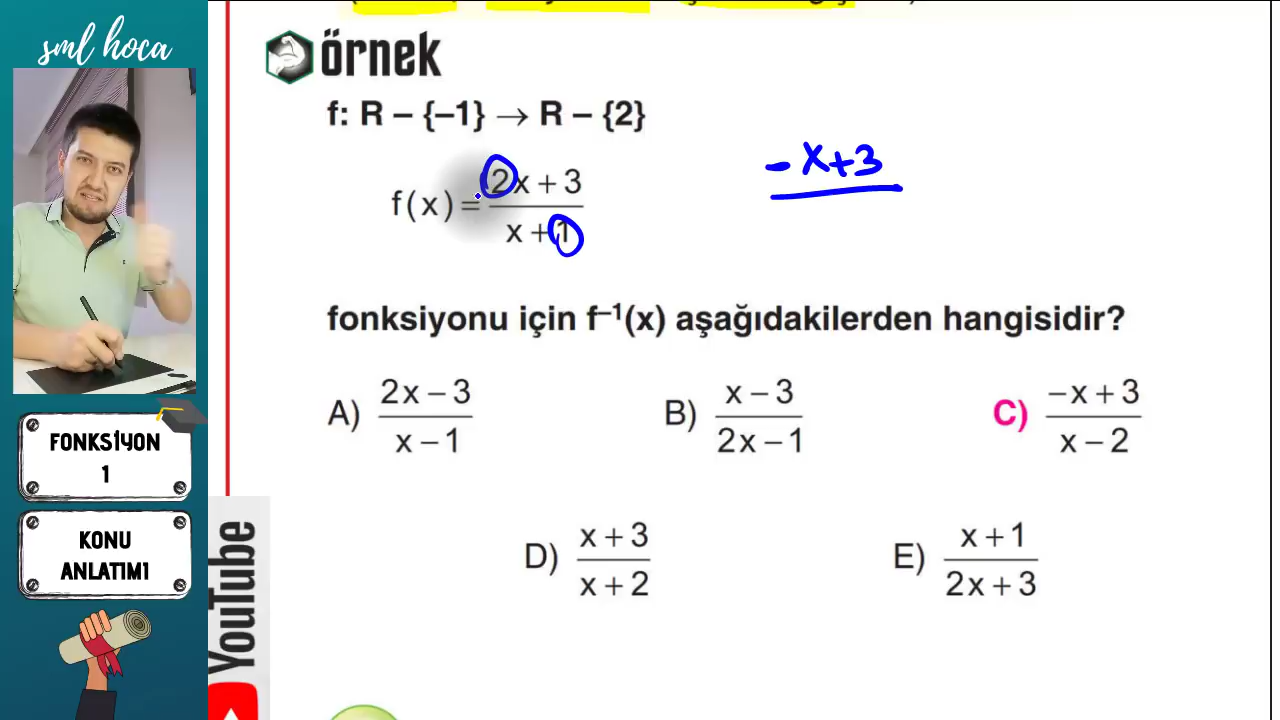 sml hoca
örnek
f: R – {–1} → R – {2}
f(x) = (2x + 3)/(x + 1)
-x+3
fonksiyonu için f⁻¹(x) aşağıdakilerden hangisidir?
A) (2x – 3)/(x – 1) B) (x – 3)/(2x – 1) C) (–x + 3)/(x – 2)
D) (x + 3)/(x + 2) E) (x + 1)/(2x + 3)
FONKSİYON
1
KONU
ANLATIMI
YouTube